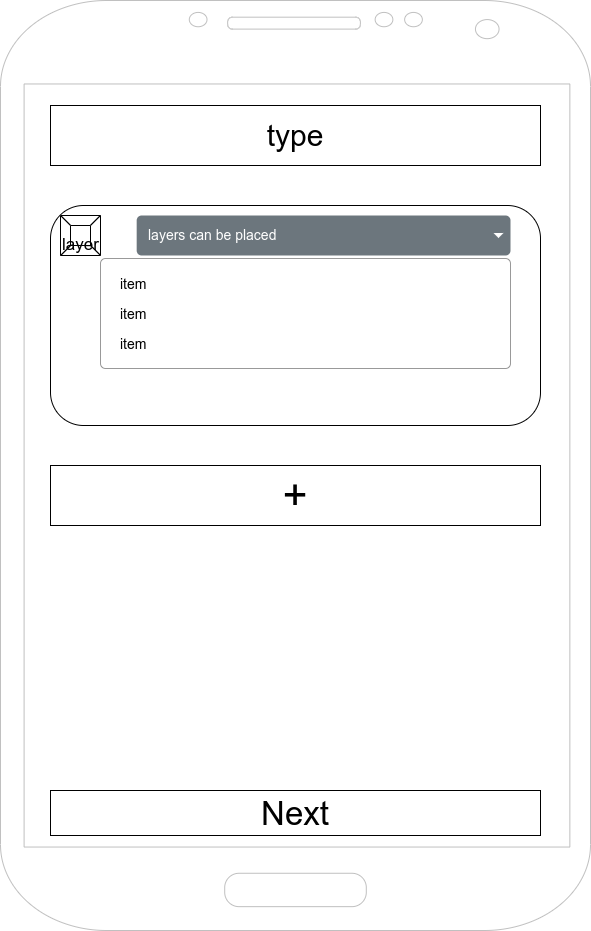 type
layer
layers can be placed
item
item
item
+
Next